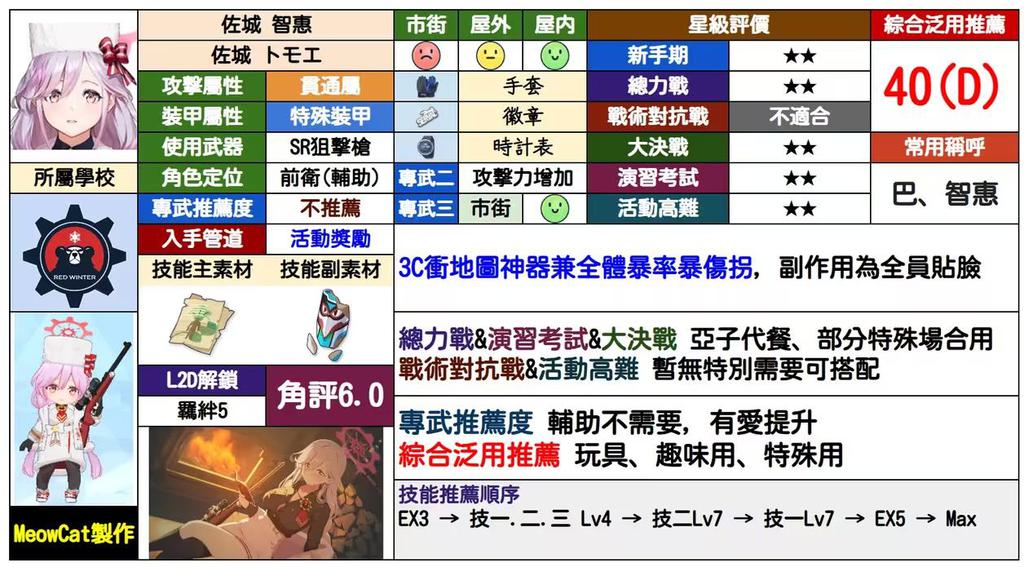 佐城 智惠
佐城 トモエ
攻擊屬性 貫通屬
裝甲屬性 特殊裝甲
使用武器 SR狙擊槍
所屬學校 角色定位 前衛(輔助)
專武推薦度 不推薦
入手管道 活動獎勵
RED WINTER
技能主素材 技能副素材
L2D解鎖
羈絆5
角評6.0
MeowCat製作
市街 屋外 屋內
手套
徽章
時計表
專武二 攻擊力增加
專武三 市街
星級評價
新手期 ★★
總力戰 ★★
戰術對抗戰 不適合
大決戰 ★★
演習考試 ★★
活動高難 ★★
綜合泛用推薦
40(D)
常用稱呼
巴、智惠
3C衝地圖神器兼全體暴率暴傷拐，副作用為全員貼臉
總力戰&演習考試&大決戰 亞子代餐、部分特殊場合用
戰術對抗戰&活動高難 暫無特別需要可搭配
專武推薦度 輔助不需要，有愛提升
綜合泛用推薦 玩具、趣味用、特殊用
技能推薦順序
EX3 → 技一.二.三 Lv4 → 技二Lv7 → 技一Lv7 → EX5 → Max